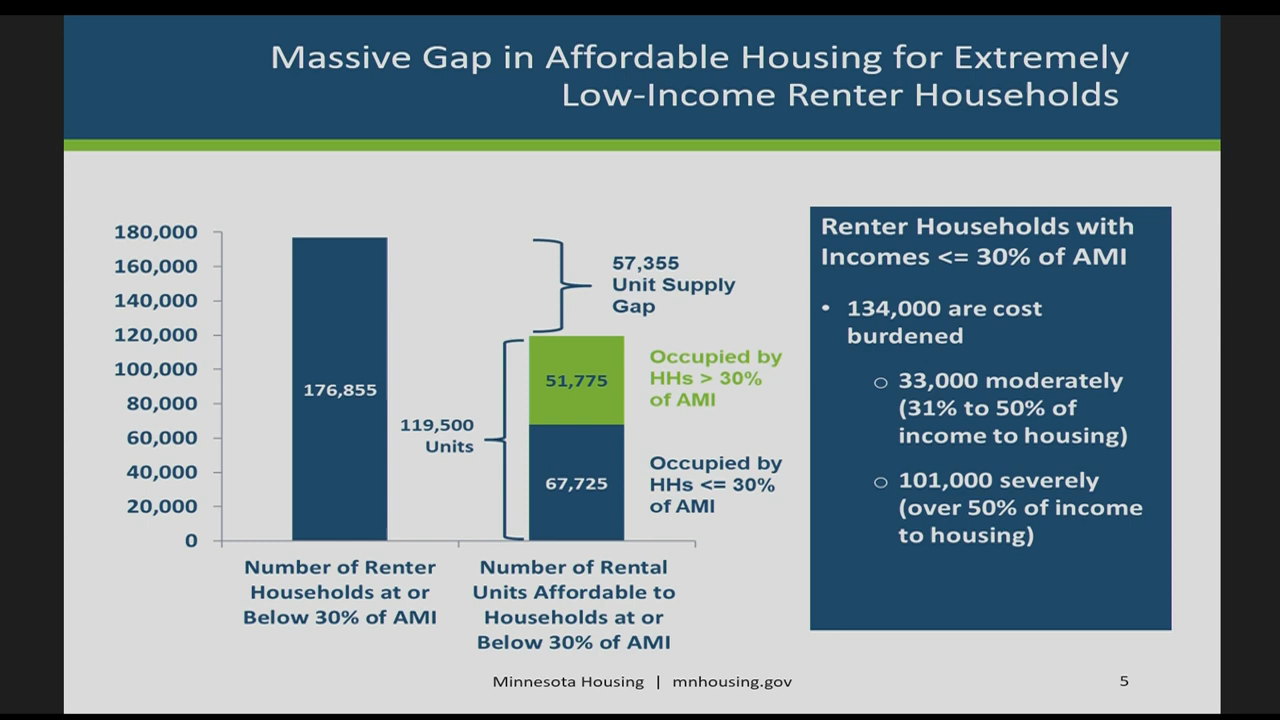 Massive Gap in Affordable Housing for Extremely
Low-Income Renter Households
180,000
160,000
140,000
120,000
100,000
80,000
60,000
40,000
20,000
0
176,855
119,500
Units
57,355
Unit Supply
Gap
51,775
Occupied by
HHs > 30%
of AMI
67,725
Occupied by
HHs <= 30%
of AMI
Number of Renter
Households at or
Below 30% of AMI
Number of Rental
Units Affordable to
Households at or
Below 30% of AMI
Renter Households with
Incomes <= 30% of AMI
• 134,000 are cost
burdened
○ 33,000 moderately
(31% to 50% of
income to housing)
○ 101,000 severely
(over 50% of income
to housing)
Minnesota Housing | mnhousing.gov
5